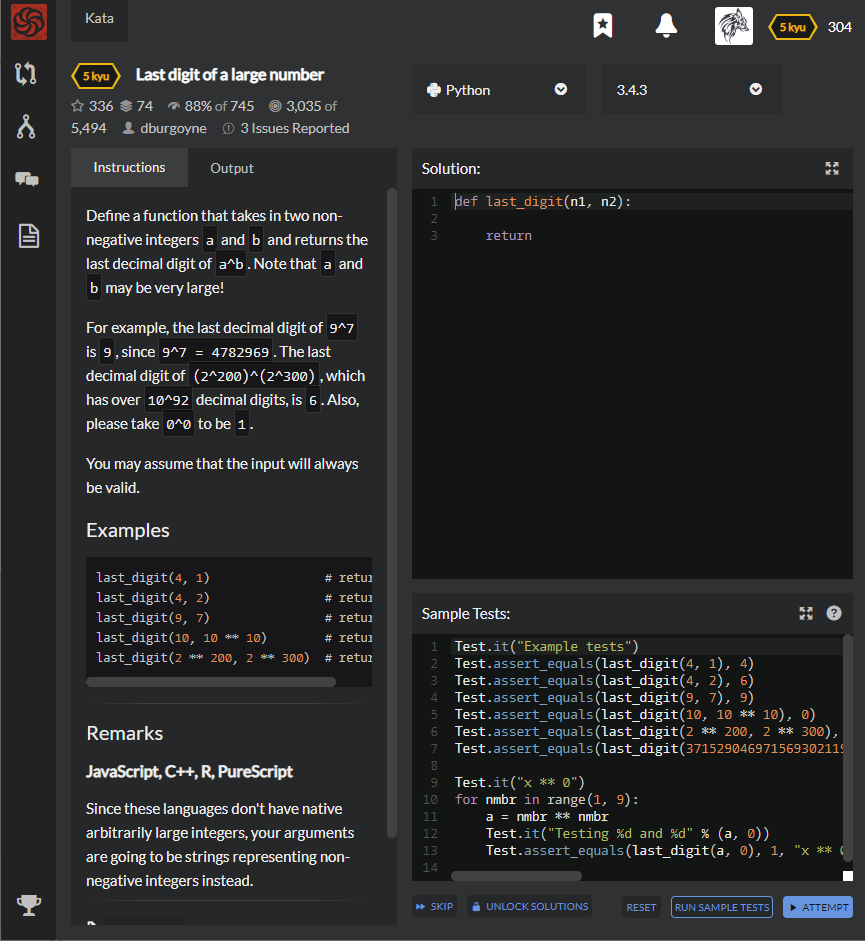 Kata
5 kyu
304
5 kyu
Last digit of a large number
336 74 88% of 745 3,035 of
5,494 dburgoyne 3 Issues Reported
Python
3.4.3
Instructions
Output
Define a function that takes in two non-
negative integers a and b and returns the
last decimal digit of a^b. Note that a and
b may be very large!
For example, the last decimal digit of 9^7
is 9, since 9^7 = 4782969. The last
decimal digit of (2^200)^(2^300), which
has over 10^92 decimal digits, is 6. Also,
please take 0^0 to be 1.
You may assume that the input will always
be valid.
Examples
last_digit(4, 1) # retur
last_digit(4, 2) # retur
last_digit(9, 7) # retur
last_digit(10, 10 ** 10) # retur
last_digit(2 ** 200, 2 ** 300) # retur
Remarks
JavaScript, C++, R, PureScript
Since these languages don't have native
arbitrarily large integers, your arguments
are going to be strings representing non-
negative integers instead.
Solution:
1 def last_digit(n1, n2):
2
3 return
Sample Tests:
1 Test.it("Example tests")
2 Test.assert_equals(last_digit(4, 1), 4)
3 Test.assert_equals(last_digit(4, 2), 6)
4 Test.assert_equals(last_digit(9, 7), 9)
5 Test.assert_equals(last_digit(10, 10 ** 10), 0)
6 Test.assert_equals(last_digit(2 ** 200, 2 ** 300),
7 Test.assert_equals(last_digit(371529046971569302119
8
9 Test.it("x ** 0")
10 for nmbr in range(1, 9):
11 a = nmbr ** nmbr
12 Test.it("Testing %d and %d" % (a, 0))
13 Test.assert_equals(last_digit(a, 0), 1, "x ** 0
14
SKIP
UNLOCK SOLUTIONS
RESET
RUN SAMPLE TESTS
ATTEMPT